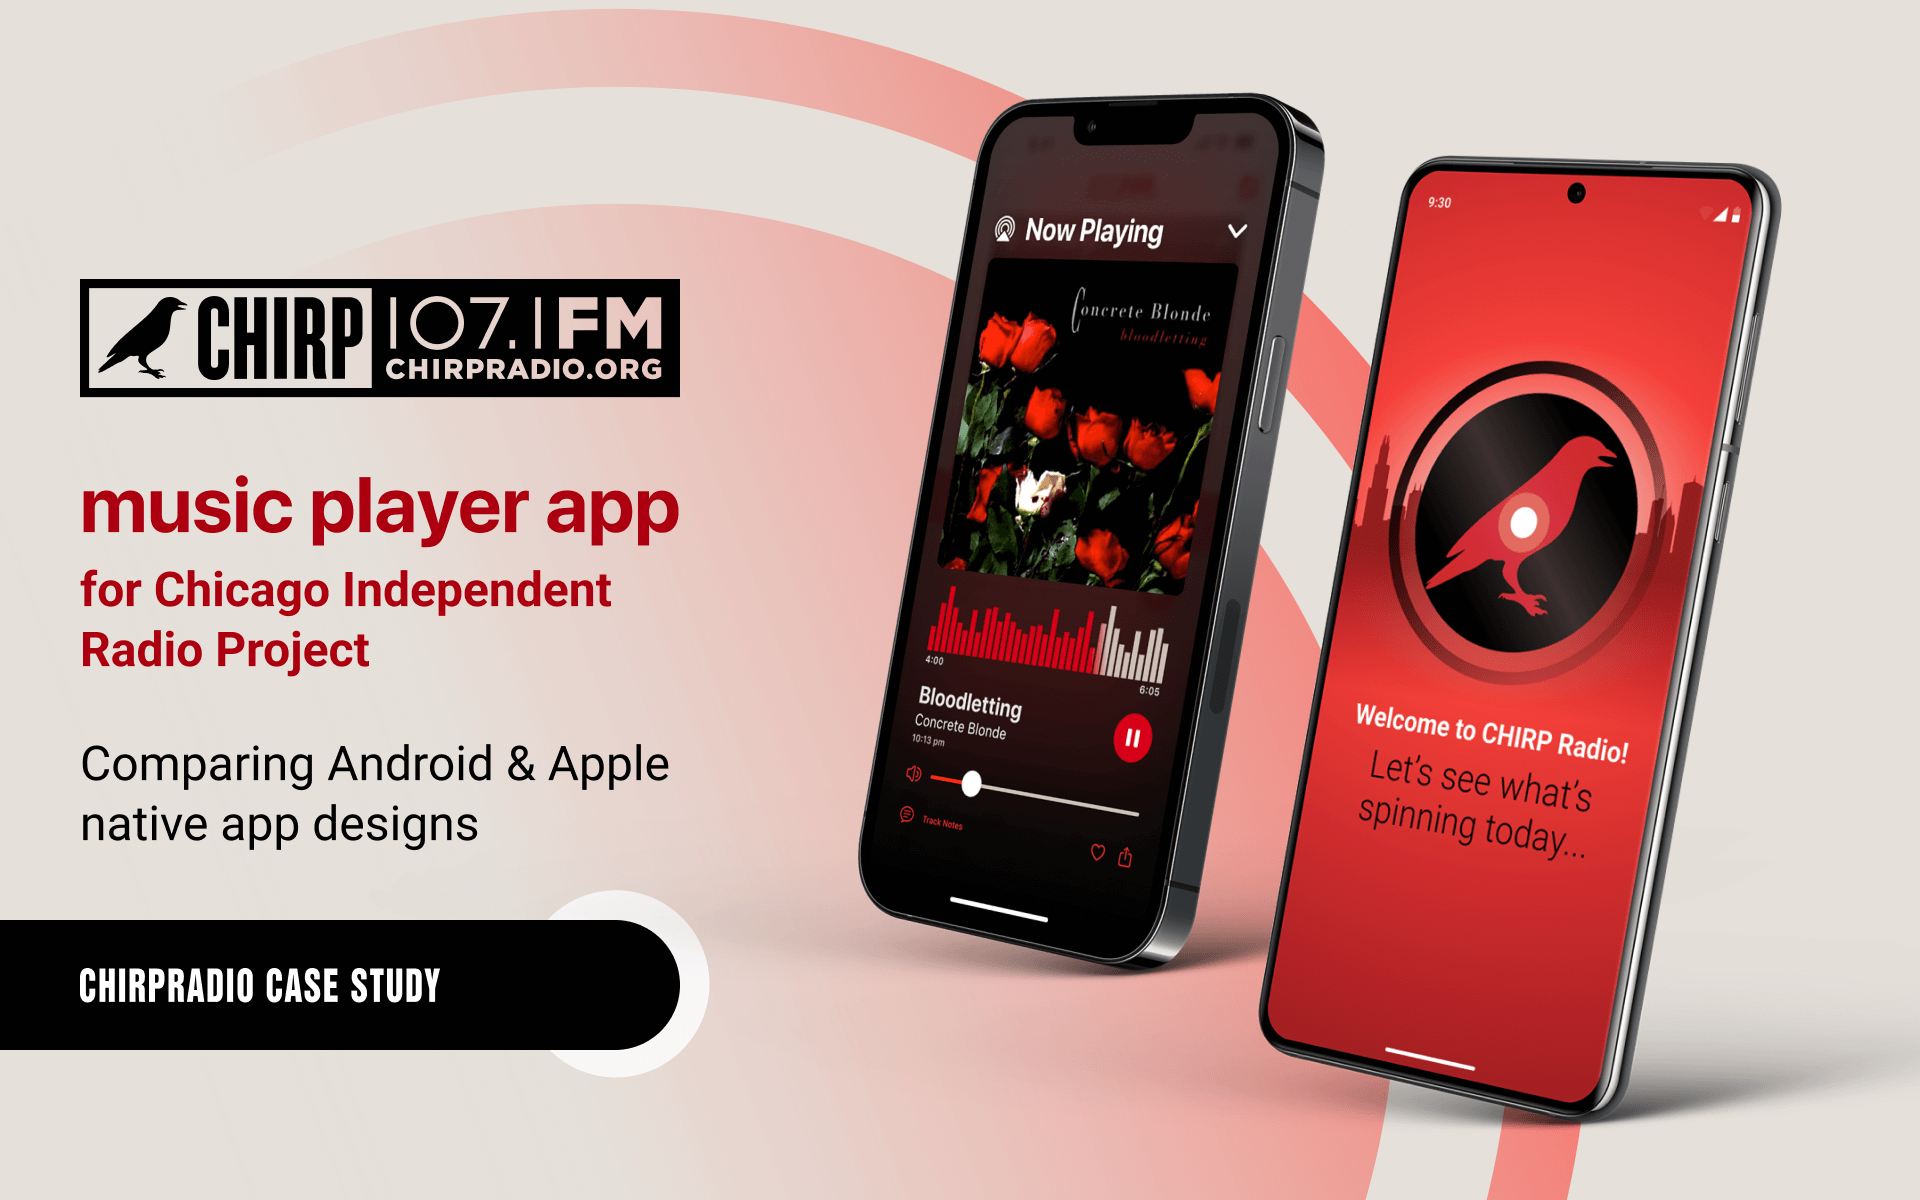 CHIRP 107.1 FM
CHIRPRADIO.ORG
music player app
for Chicago Independent
Radio Project
Comparing Android & Apple
native app designs
CHIRPRADIO CASE STUDY
Now Playing
Concrete Blonde
bloodletting
4:00
6:05
Bloodletting
Concrete Blonde
10:13 pm
Track Notes
9:30
Welcome to CHIRP Radio!
Let's see what's
spinning today...